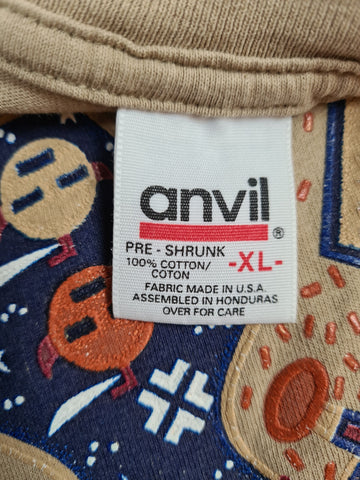 anvil®
PRE - SHRUNK
100% COTTON/
COTON
-XL-
FABRIC MADE IN U.S.A.
ASSEMBLED IN HONDURAS
OVER FOR CARE